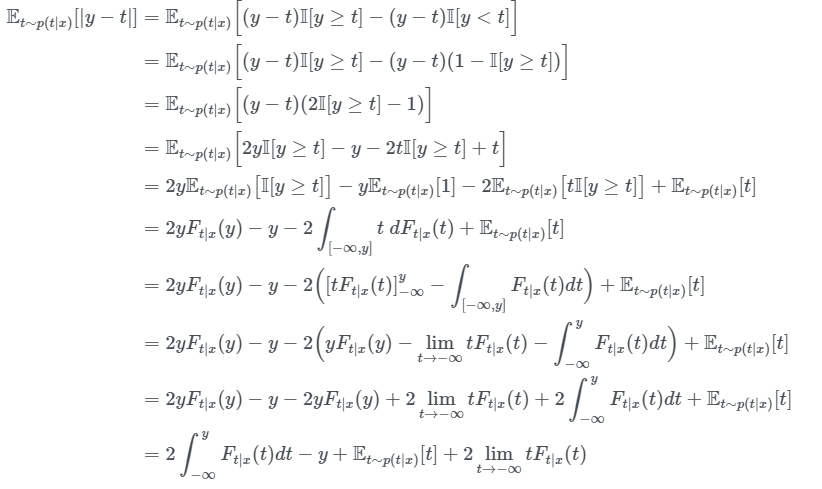 𝔼_{t∼p(t|x)}[|y − t|] = 𝔼_{t∼p(t|x)}[(y − t)𝕀[y ≥ t] − (y − t)𝕀[y < t]]
= 𝔼_{t∼p(t|x)}[(y − t)𝕀[y ≥ t] − (y − t)(1 − 𝕀[y ≥ t])]
= 𝔼_{t∼p(t|x)}[(y − t)(2𝕀[y ≥ t] − 1)]
= 𝔼_{t∼p(t|x)}[2y𝕀[y ≥ t] − y − 2t𝕀[y ≥ t] + t]
= 2y𝔼_{t∼p(t|x)}[𝕀[y ≥ t]] − y𝔼_{t∼p(t|x)}[1] − 2𝔼_{t∼p(t|x)}[t𝕀[y ≥ t]] + 𝔼_{t∼p(t|x)}[t]
= 2yF_{t|x}(y) − y − 2 ∫_{[−∞,y]} t dF_{t|x}(t) + 𝔼_{t∼p(t|x)}[t]
= 2yF_{t|x}(y) − y − 2([tF_{t|x}(t)]^{y}_{−∞} − ∫_{[−∞,y]} F_{t|x}(t)dt) + 𝔼_{t∼p(t|x)}[t]
= 2yF_{t|x}(y) − y − 2(yF_{t|x}(y) − lim_{t→−∞} tF_{t|x}(t) − ∫_{−∞}^{y} F_{t|x}(t)dt) + 𝔼_{t∼p(t|x)}[t]
= 2yF_{t|x}(y) − y − 2yF_{t|x}(y) + 2 lim_{t→−∞} tF_{t|x}(t) + 2 ∫_{−∞}^{y} F_{t|x}(t)dt + 𝔼_{t∼p(t|x)}[t]
= 2 ∫_{−∞}^{y} F_{t|x}(t)dt − y + 𝔼_{t∼p(t|x)}[t] + 2 lim_{t→−∞} tF_{t|x}(t)